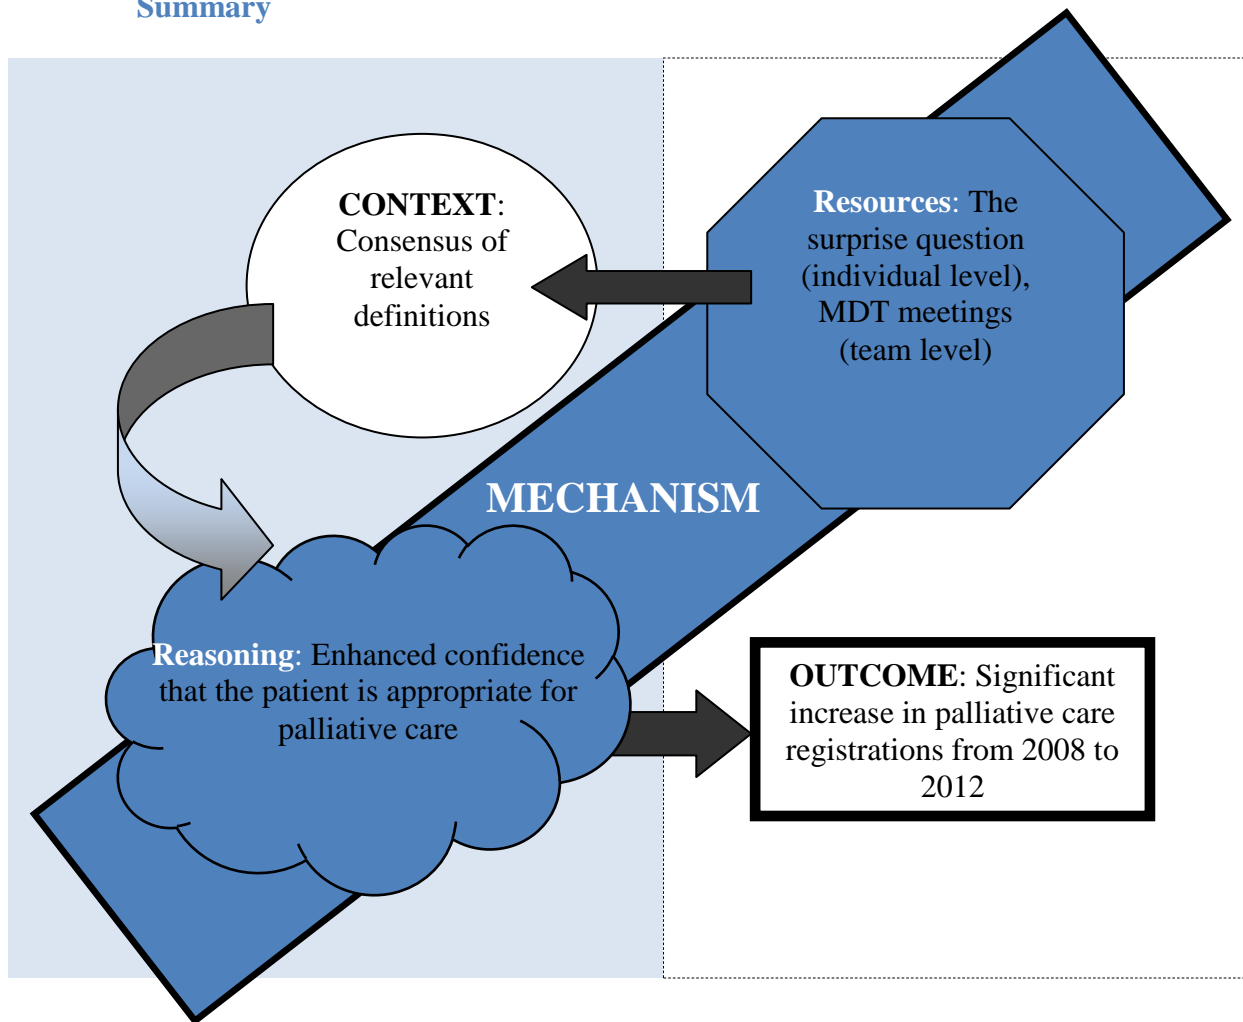 Summary
CONTEXT:
Consensus of
relevant
definitions
Resources: The
surprise question
(individual level),
MDT meetings
(team level)
MECHANISM
Reasoning: Enhanced confidence
that the patient is appropriate for
palliative care
OUTCOME: Significant
increase in palliative care
registrations from 2008 to
2012